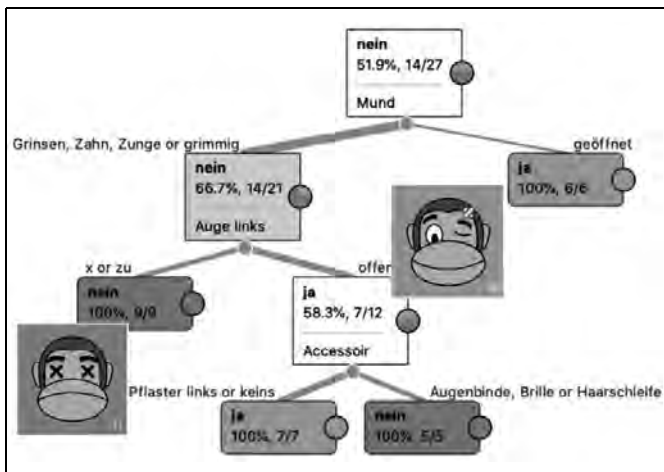 nein
51.9%, 14/27
Mund
Grinsen, Zahn, Zunge or grimmig
geöffnet
nein
66.7%, 14/21
Auge links
ja
100%, 6/6
x or zu
offen
nein
100%, 9/9
ja
58.3%, 7/12
Accessoir
Pflaster links or keins
Augenbinde, Brille or Haarschleife
ja
100%, 7/7
nein
100%, 5/5